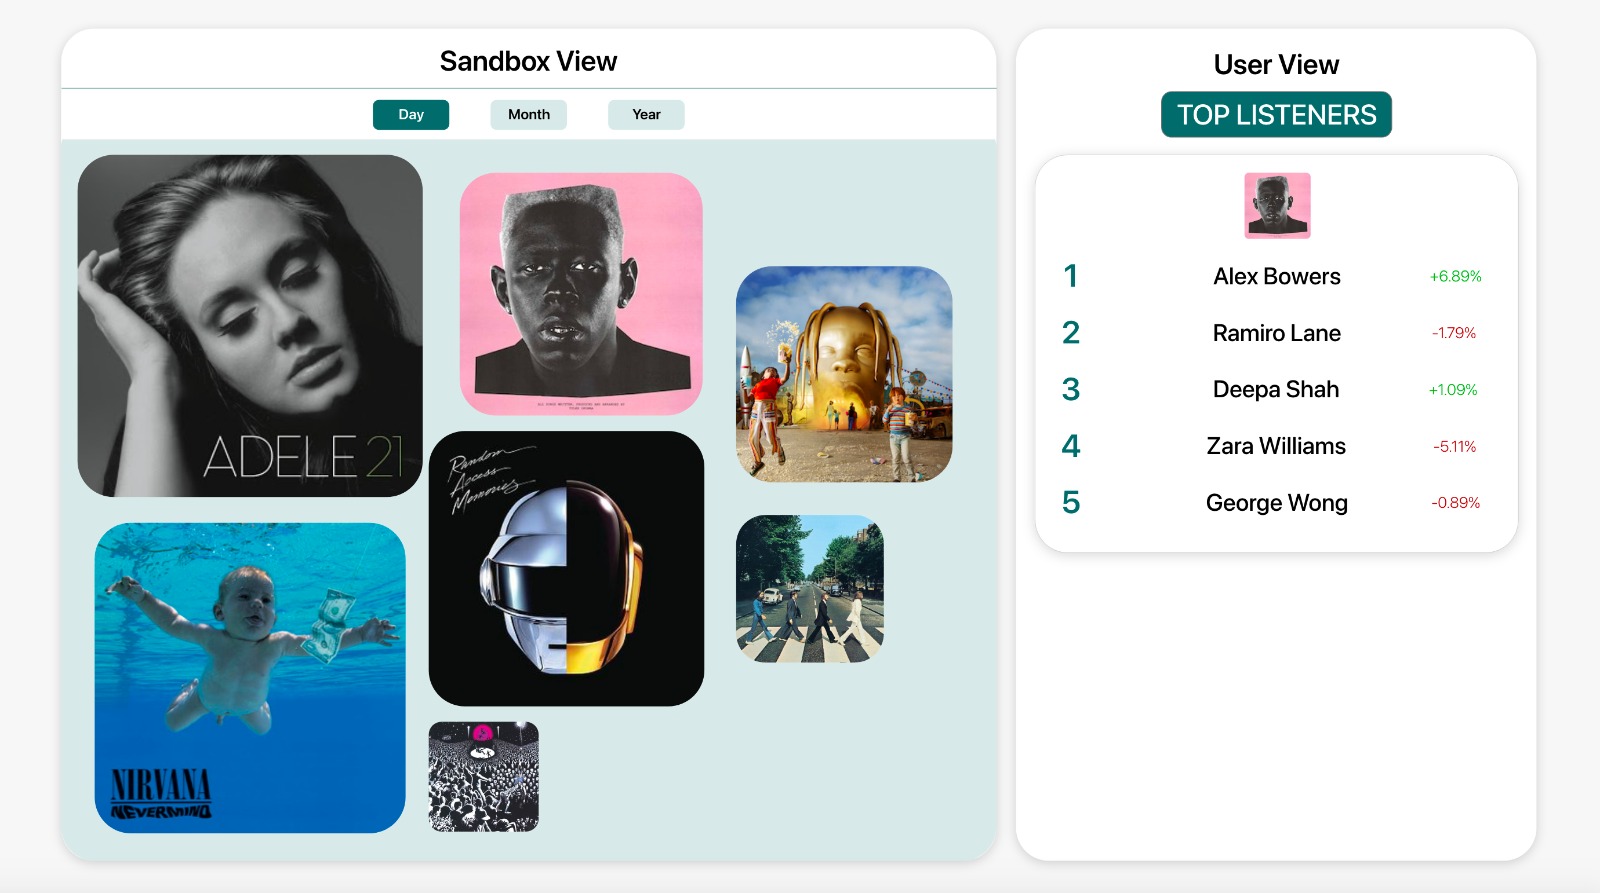 Sandbox View
Day
Month
Year
ADELE 21
Random
Access
Memories
NIRVANA
NEVERMIND
User View
TOP LISTENERS
1 Alex Bowers +6.89%
2 Ramiro Lane -1.79%
3 Deepa Shah +1.09%
4 Zara Williams -5.11%
5 George Wong -0.89%